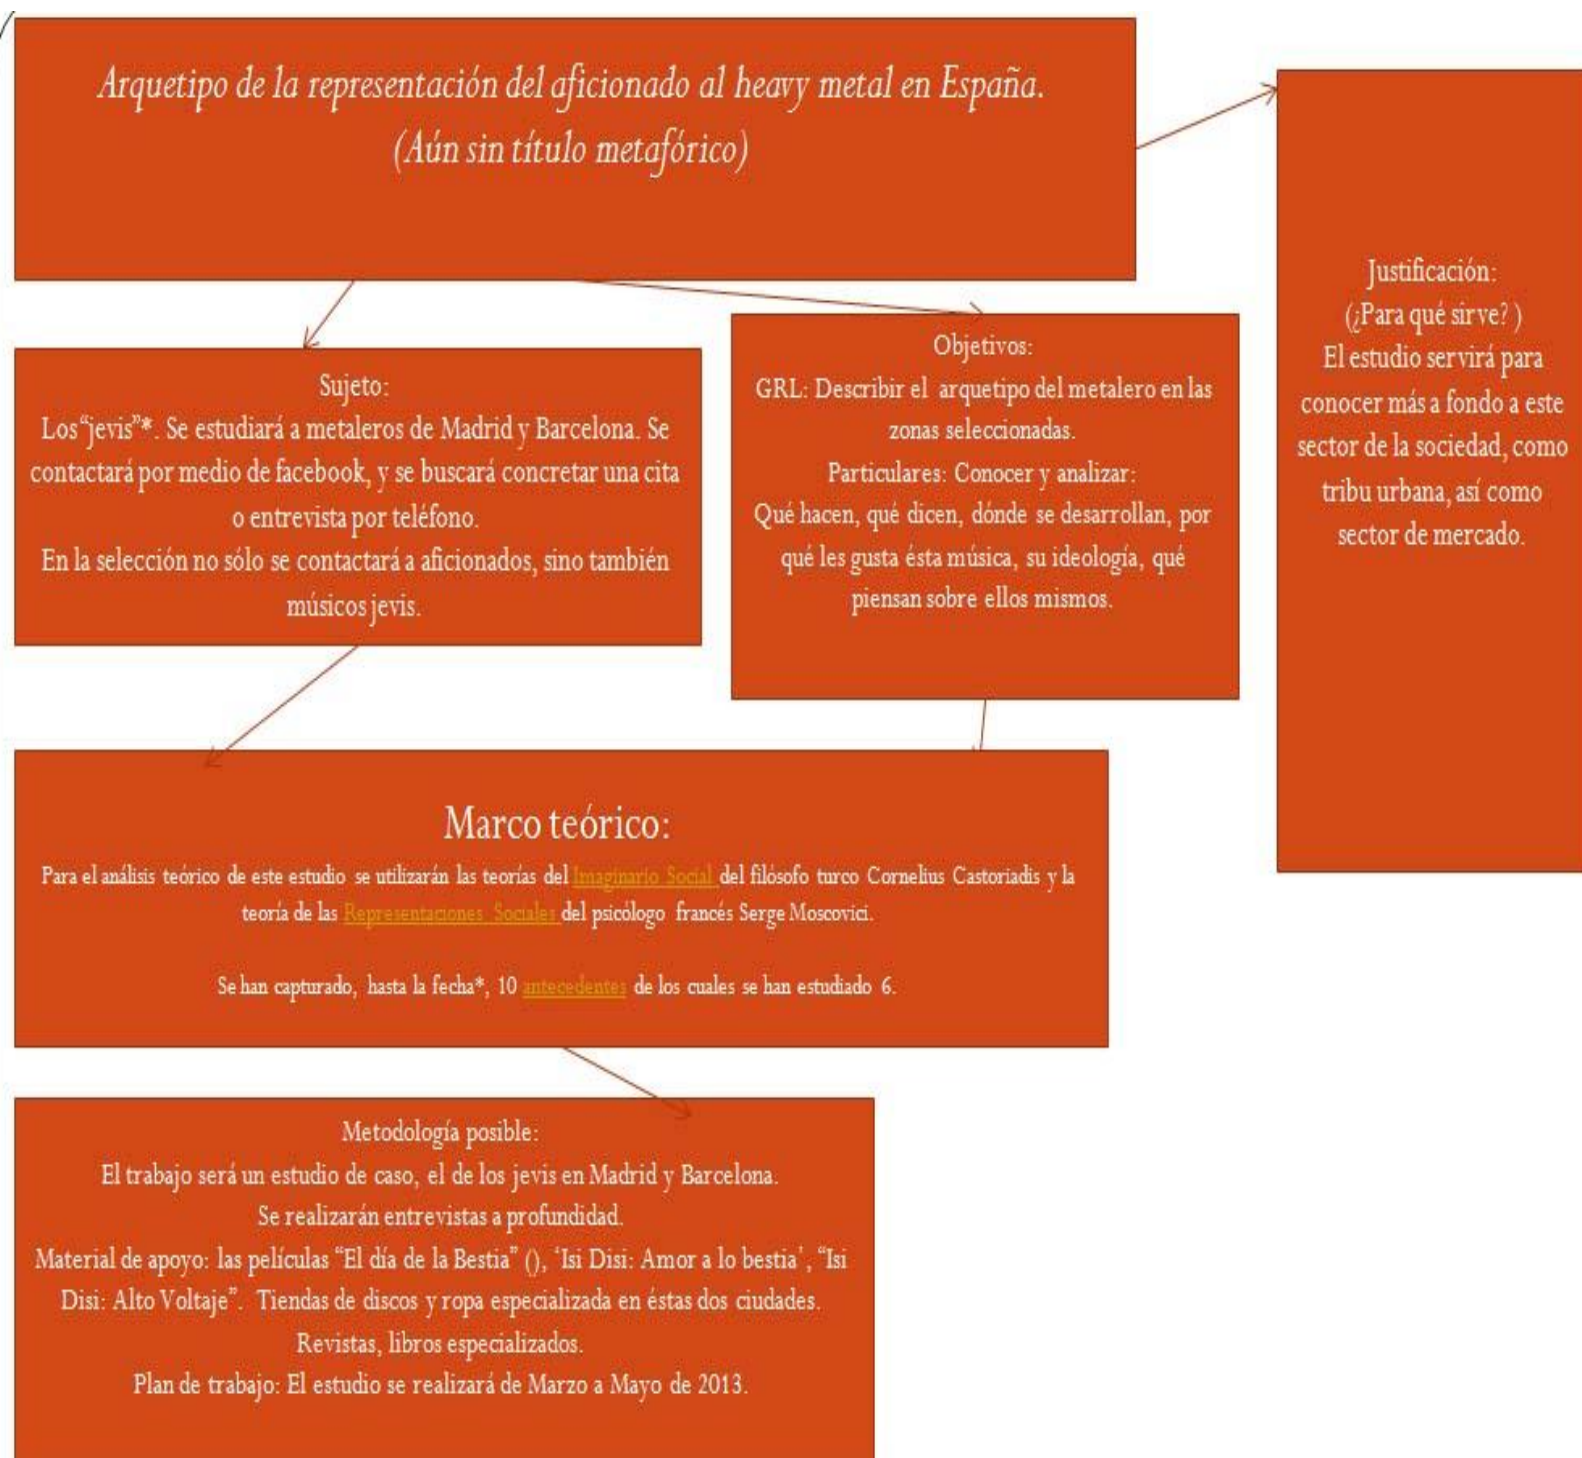 Arquetipo de la representación del aficionado al heavy metal en España.
(Aún sin título metafórico)
Sujeto:
Los“jevis”*. Se estudiará a metaleros de Madrid y Barcelona. Se
contactará por medio de facebook, y se buscará concretar una cita
o entrevista por teléfono.
En la selección no sólo se contactará a aficionados, sino también
músicos jevis.
Objetivos:
GRL: Describir el arquetipo del metalero en las
zonas seleccionadas.
Particulares: Conocer y analizar:
Qué hacen, qué dicen, dónde se desarrollan, por
qué les gusta ésta música, su ideología, qué
piensan sobre ellos mismos.
Justificación:
(¿Para qué sirve? )
El estudio servirá para
conocer más a fondo a este
sector de la sociedad, como
tribu urbana, así como
sector de mercado.
Marco teórico:
Para el análisis teórico de este estudio se utilizarán las teorías del Imaginario Social del filósofo turco Cornelius Castoriadis y la
teoría de las Representaciones Sociales del psicólogo francés Serge Moscovici.
Se han capturado, hasta la fecha*, 10 antecedentes de los cuales se han estudiado 6.
Metodología posible:
El trabajo será un estudio de caso, el de los jevis en Madrid y Barcelona.
Se realizarán entrevistas a profundidad.
Material de apoyo: las películas “El día de la Bestia” (), ‘Isi Disi: Amor a lo bestia’, “Isi
Disi: Alto Voltaje”. Tiendas de discos y ropa especializada en éstas dos ciudades.
Revistas, libros especializados.
Plan de trabajo: El estudio se realizará de Marzo a Mayo de 2013.